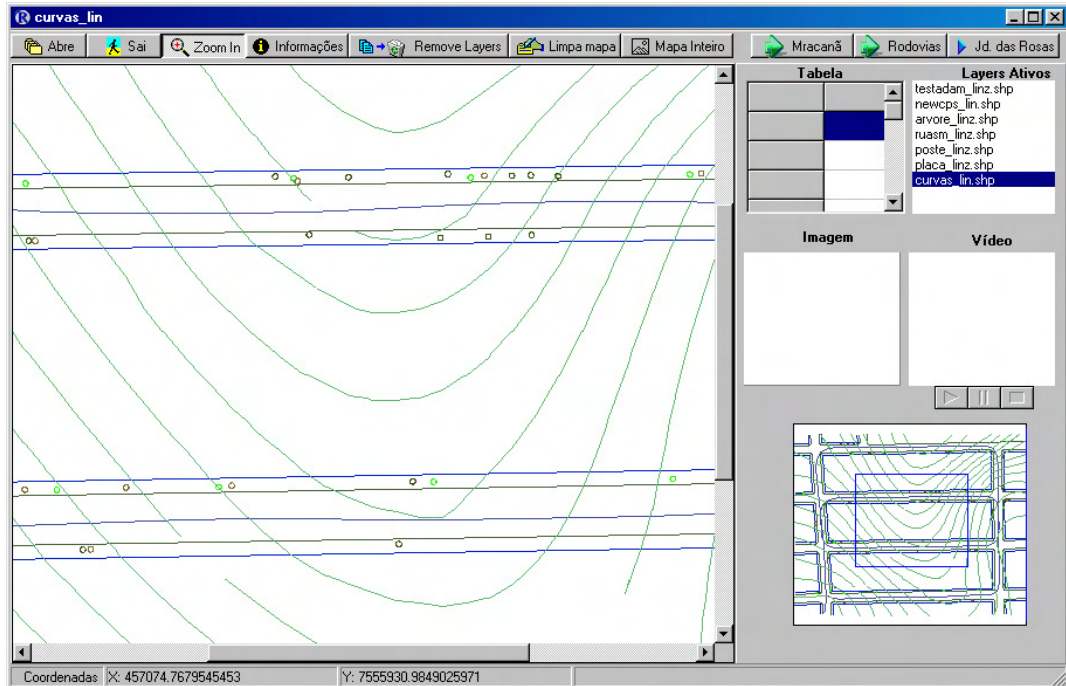 curvas_lin
Abre Sai Zoom In Informações Remove Layers Limpa mapa Mapa Inteiro Mracanã Rodovias Jd. das Rosas
Tabela Layers Ativos
testadam_linz.shp
newcps_lin.shp
arvore_linz.shp
ruasm_linz.shp
poste_linz.shp
placa_linz.shp
curvas_lin.shp
Imagem Vídeo
Coordenadas X: 457074.7679545453 Y: 7555930.9849025971